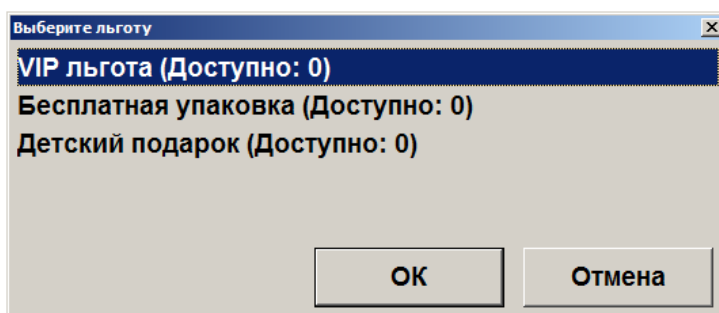 Выберите льготу
VIP льгота (Доступно: 0)
Бесплатная упаковка (Доступно: 0)
Детский подарок (Доступно: 0)
ОК
Отмена